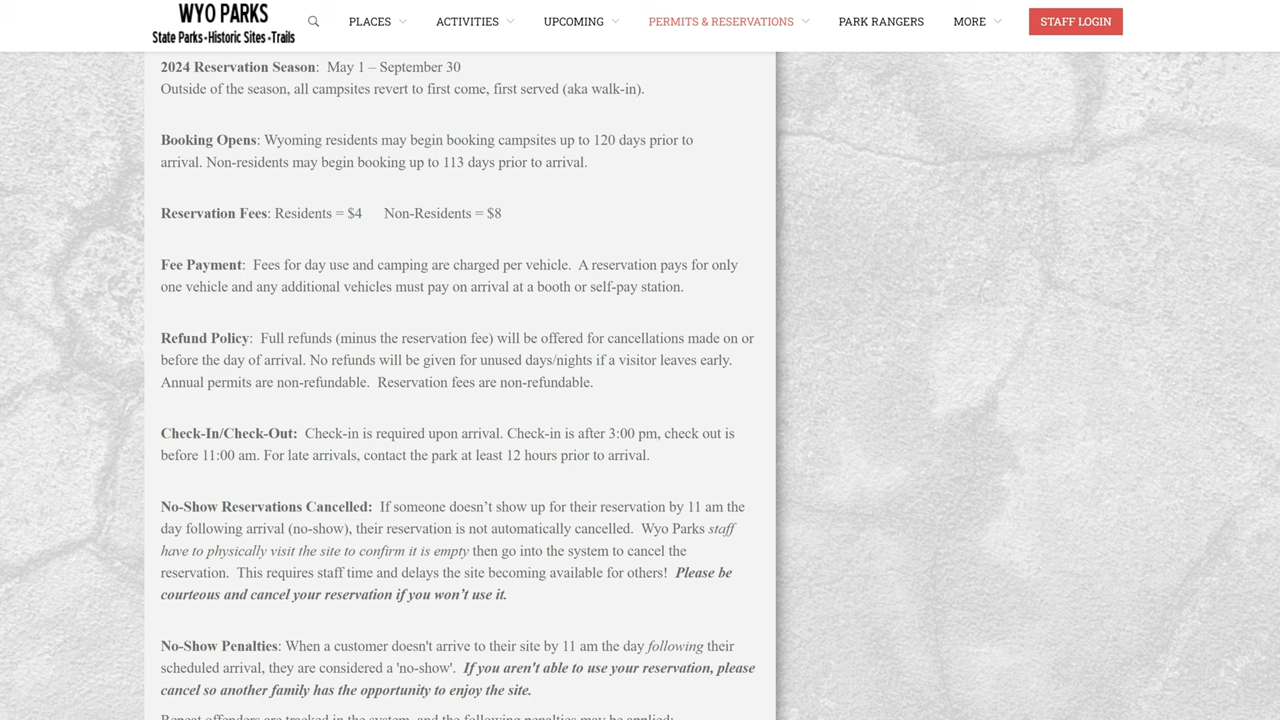 WYO PARKS
State Parks•Historic Sites•Trails
PLACES
ACTIVITIES
UPCOMING
PERMITS & RESERVATIONS
PARK RANGERS
MORE
STAFF LOGIN
2024 Reservation Season:  May 1 – September 30
Outside of the season, all campsites revert to first come, first served (aka walk-in).
Booking Opens: Wyoming residents may begin booking campsites up to 120 days prior to
arrival. Non-residents may begin booking up to 113 days prior to arrival.
Reservation Fees: Residents = $4      Non-Residents = $8
Fee Payment:  Fees for day use and camping are charged per vehicle.  A reservation pays for only
one vehicle and any additional vehicles must pay on arrival at a booth or self-pay station.
Refund Policy:  Full refunds (minus the reservation fee) will be offered for cancellations made on or
before the day of arrival. No refunds will be given for unused days/nights if a visitor leaves early.
Annual permits are non-refundable.  Reservation fees are non-refundable.
Check-In/Check-Out:  Check-in is required upon arrival. Check-in is after 3:00 pm, check out is
before 11:00 am. For late arrivals, contact the park at least 12 hours prior to arrival.
No-Show Reservations Cancelled:  If someone doesn’t show up for their reservation by 11 am the
day following arrival (no-show), their reservation is not automatically cancelled.  Wyo Parks staff
have to physically visit the site to confirm it is empty then go into the system to cancel the
reservation.  This requires staff time and delays the site becoming available for others!  Please be
courteous and cancel your reservation if you won’t use it.
No-Show Penalties: When a customer doesn't arrive to their site by 11 am the day following their
scheduled arrival, they are considered a 'no-show'.  If you aren't able to use your reservation, please
cancel so another family has the opportunity to enjoy the site.
Repeat offenders are tracked in the system, and the following penalties may be applied: